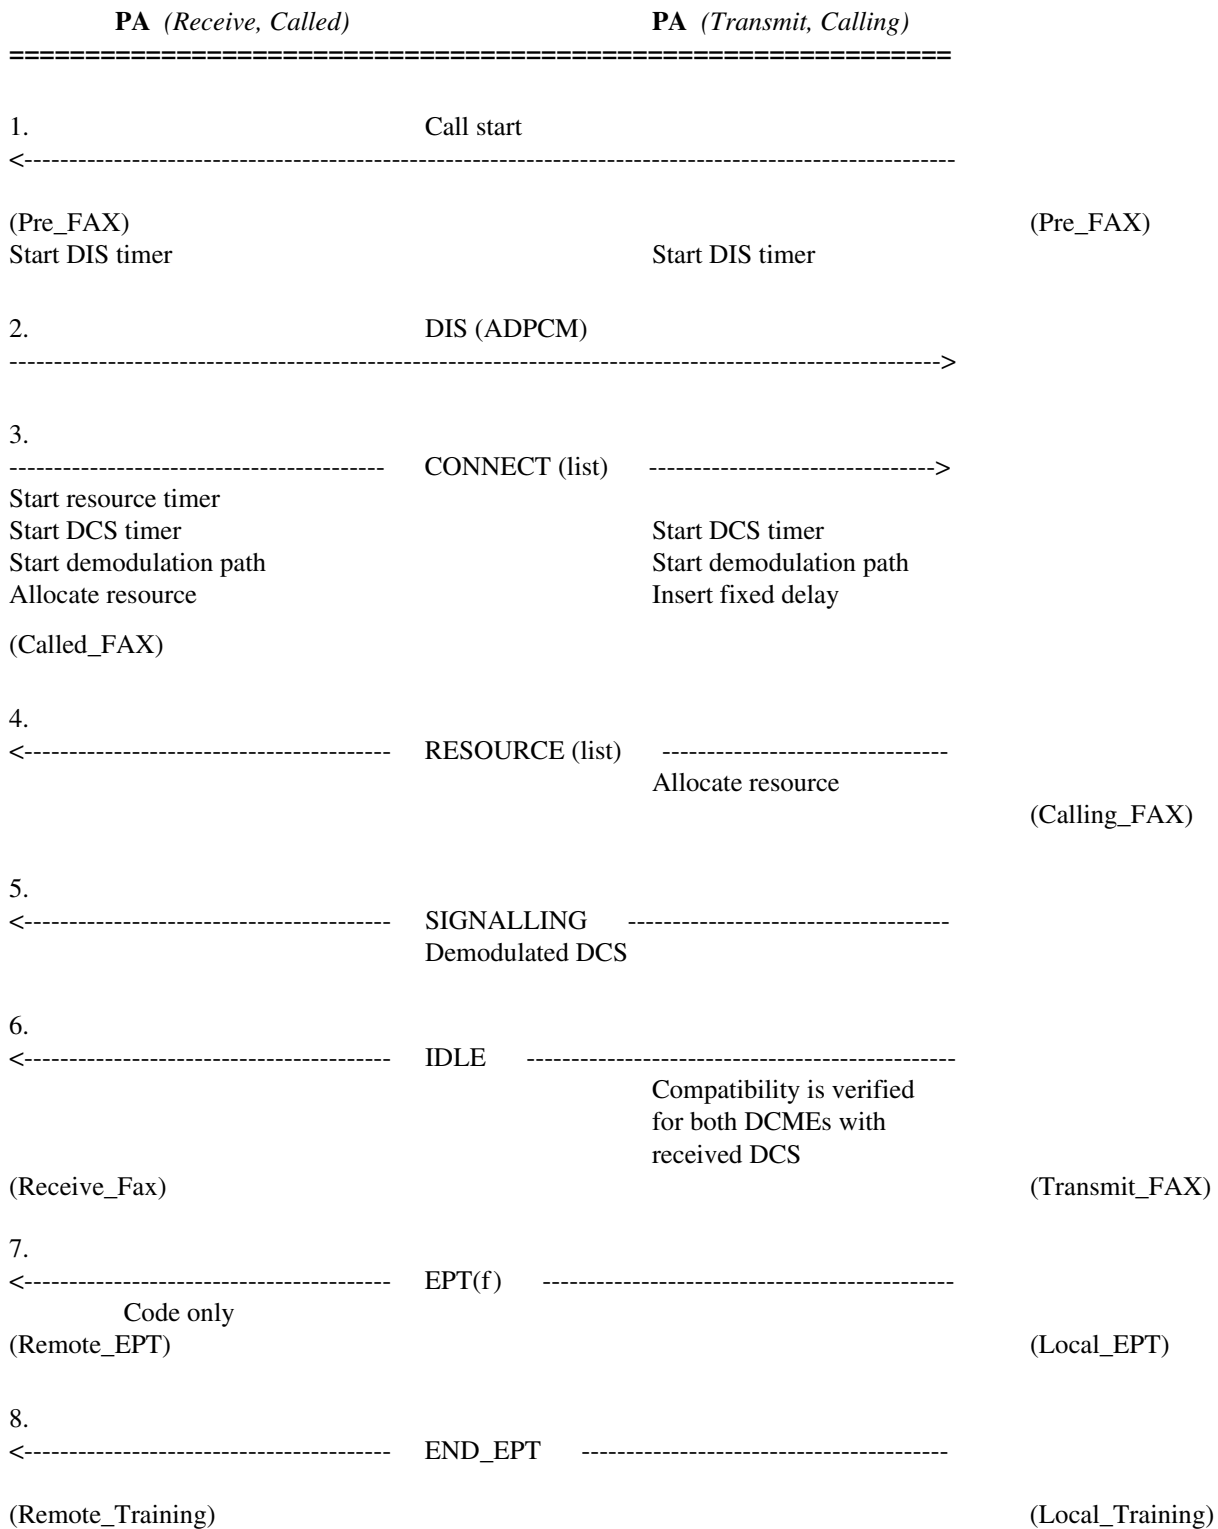 PA (Receive, Called) PA (Transmit, Calling)
==============================================================
1. Call start
<--------------------------------------------------------------------------------------------------------
(Pre_FAX) (Pre_FAX)
Start DIS timer Start DIS timer
2. DIS (ADPCM)
-------------------------------------------------------------------------------------------------------->
3.
------------------------------------------ CONNECT (list) -------------------------------->
Start resource timer
Start DCS timer Start DCS timer
Start demodulation path Start demodulation path
Allocate resource Insert fixed delay
(Called_FAX)
4.
<----------------------------------------- RESOURCE (list) --------------------------------
Allocate resource
(Calling_FAX)
5.
<----------------------------------------- SIGNALLING ------------------------------------
Demodulated DCS
6.
<----------------------------------------- IDLE ------------------------------------------------
Compatibility is verified
for both DCMEs with
received DCS
(Receive_Fax) (Transmit_FAX)
7.
<----------------------------------------- EPT(f) ----------------------------------------------
Code only
(Remote_EPT) (Local_EPT)
8.
<----------------------------------------- END_EPT -----------------------------------------
(Remote_Training) (Local_Training)